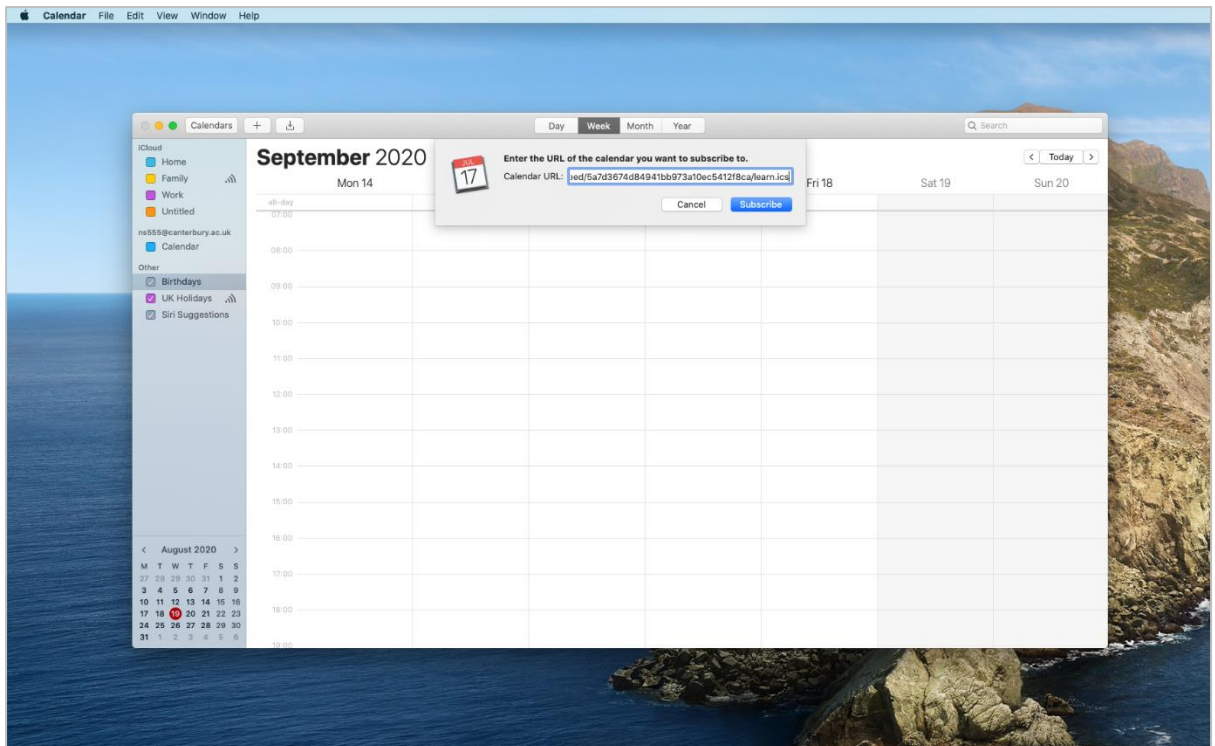 Calendar File Edit View Window Help
Calendars + Day Week Month Year Search
iCloud
Home
Family
Work
Untitled
ns555@canterbury.ac.uk
Calendar
Other
Birthdays
UK Holidays
Siri Suggestions
September 2020
< Today >
JUL
17
Enter the URL of the calendar you want to subscribe to.
Calendar URL: eed/5a7d3674d84941bb973a10ec5412f8ca/learn.ics
Cancel Subscribe
Mon 14 Fri 18 Sat 19 Sun 20
all-day
07:00
08:00
09:00
10:00
11:00
12:00
13:00
14:00
15:00
16:00
17:00
18:00
19:00
< August 2020 >
M T W T F S S
27 28 29 30 31 1 2
3 4 5 6 7 8 9
10 11 12 13 14 15 16
17 18 19 20 21 22 23
24 25 26 27 28 29 30
31 1 2 3 4 5 6